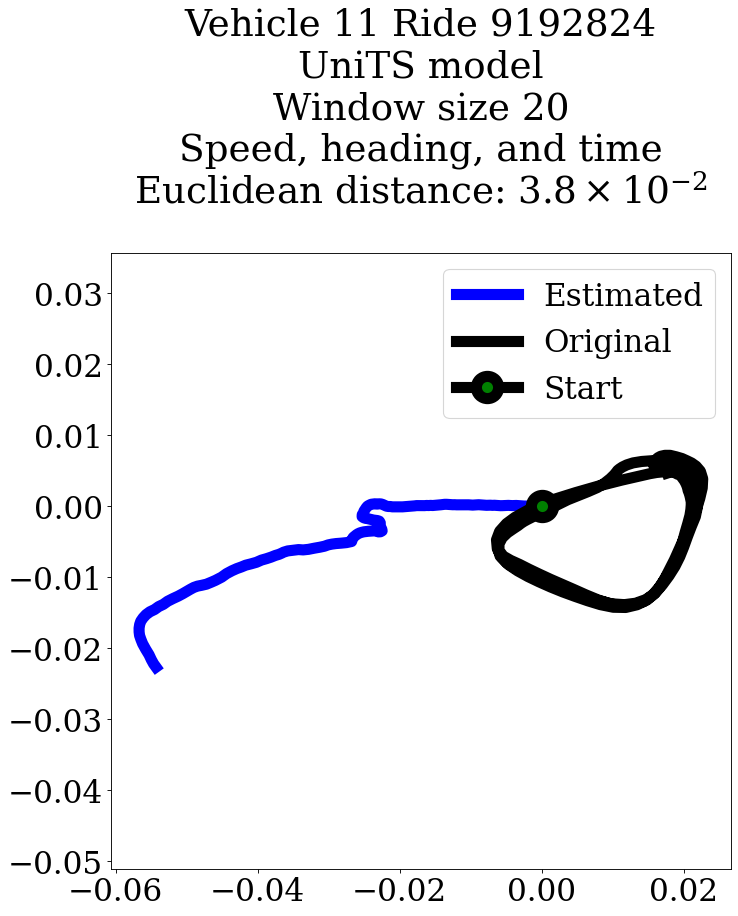 Vehicle 11 Ride 9192824
UniTS model
Window size 20
Speed, heading, and time
Euclidean distance: $3.8 \times 10^{-2}$
Estimated
Original
Start
0.03
0.02
0.01
0.00
−0.01
−0.02
−0.03
−0.04
−0.05
−0.06 −0.04 −0.02 0.00 0.02